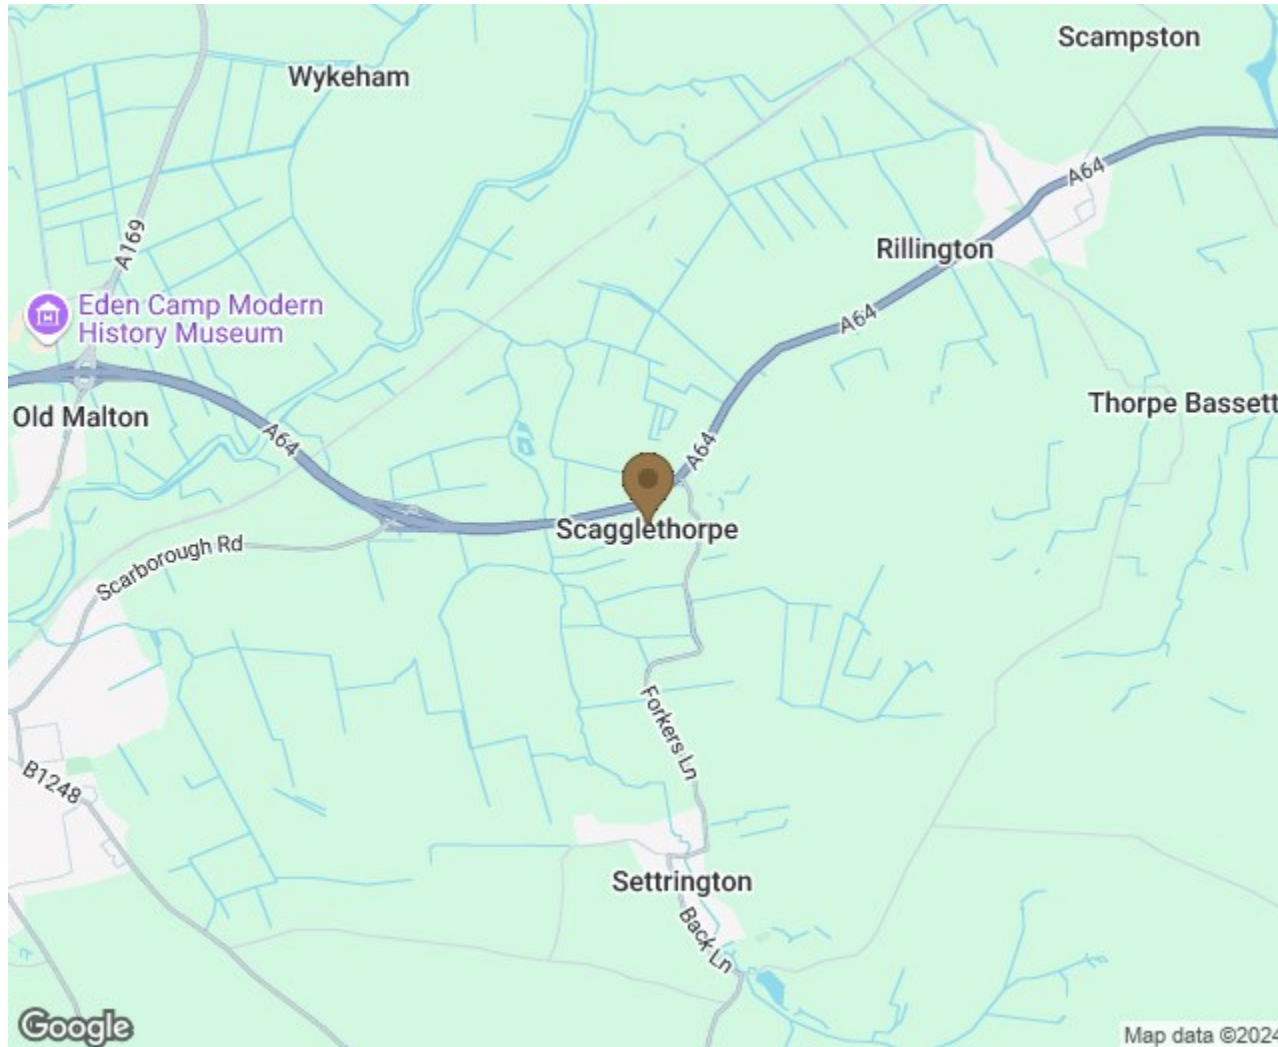 Scampston
Wykeham
A64
A169
Rillington
Eden Camp Modern
History Museum
A64
Thorpe Bassett
Old Malton
A64
A64
Scagglethorpe
Scarborough Rd
Forkers Ln
B1248
Settrington
Back Ln
Google
Map data ©2024